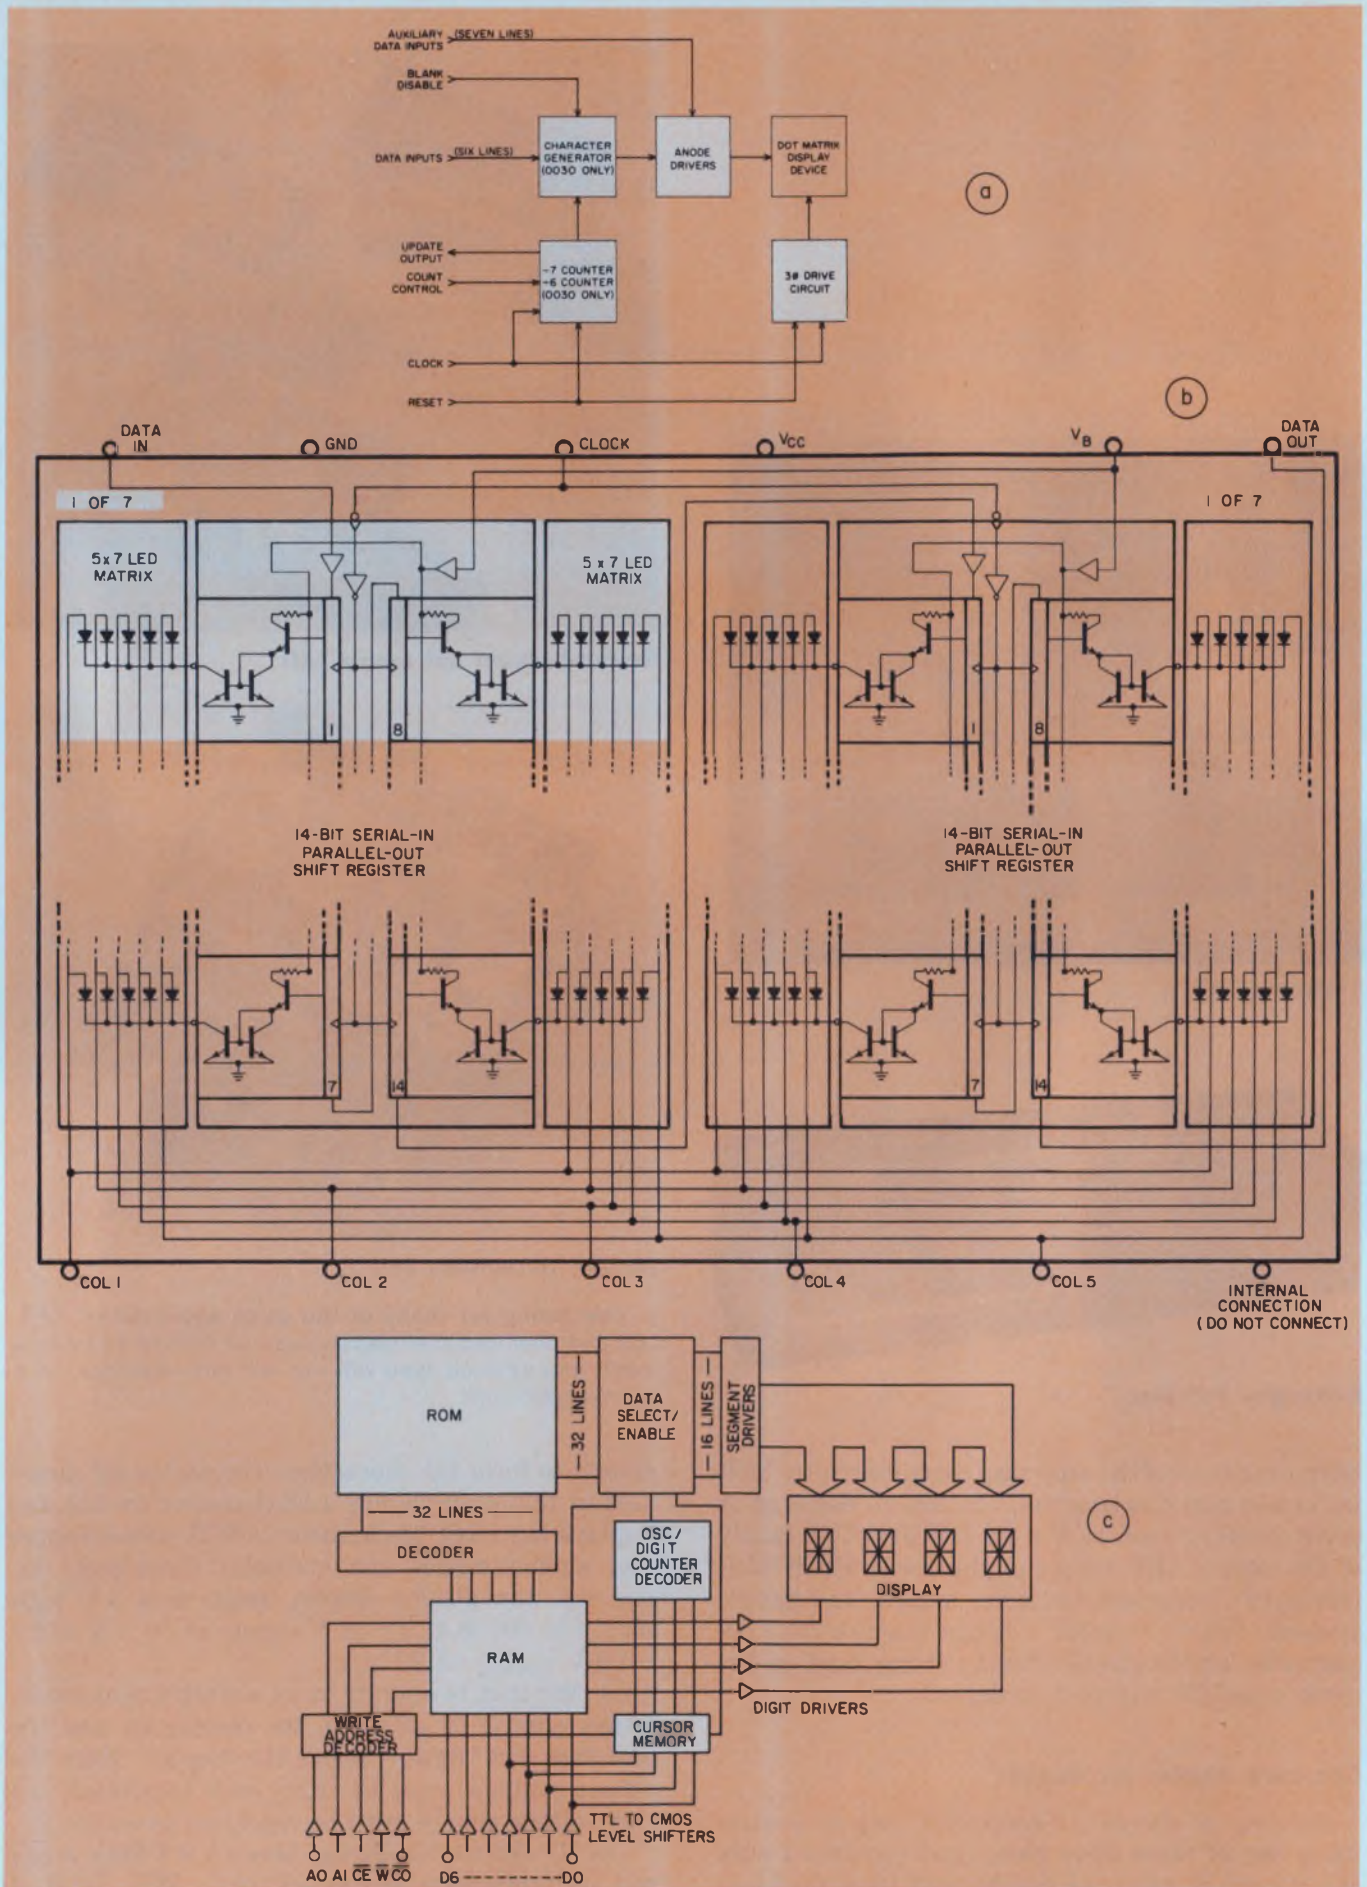 AUXILIARY (SEVEN LINES)
DATA INPUTS
BLANK
DISABLE
DATA INPUTS (SIX LINES)
CHARACTER
GENERATOR
(0030 ONLY)
ANODE
DRIVERS
DOT MATRIX
DISPLAY
DEVICE
a
UPDATE
OUTPUT
COUNT
CONTROL
-7 COUNTER
-6 COUNTER
(0030 ONLY)
3Ø DRIVE
CIRCUIT
CLOCK
RESET
b
DATA
IN
GND
CLOCK
VCC
VB
DATA
OUT
1 OF 7
1 OF 7
5x7 LED
MATRIX
5x7 LED
MATRIX
1
8
1
8
14-BIT SERIAL-IN
PARALLEL-OUT
SHIFT REGISTER
14-BIT SERIAL-IN
PARALLEL-OUT
SHIFT REGISTER
7
14
7
14
COL 1
COL 2
COL 3
COL 4
COL 5
INTERNAL
CONNECTION
(DO NOT CONNECT)
ROM
32 LINES
DATA
SELECT/
ENABLE
16 LINES
SEGMENT
DRIVERS
32 LINES
DECODER
OSC/
DIGIT
COUNTER
DECODER
DISPLAY
c
RAM
DIGIT DRIVERS
WRITE
ADDRESS
DECODER
CURSOR
MEMORY
TTL TO CMOS
LEVEL SHIFTERS
A0 A1 C̅E̅ W̅ C̅O̅ D6 ---------- D0